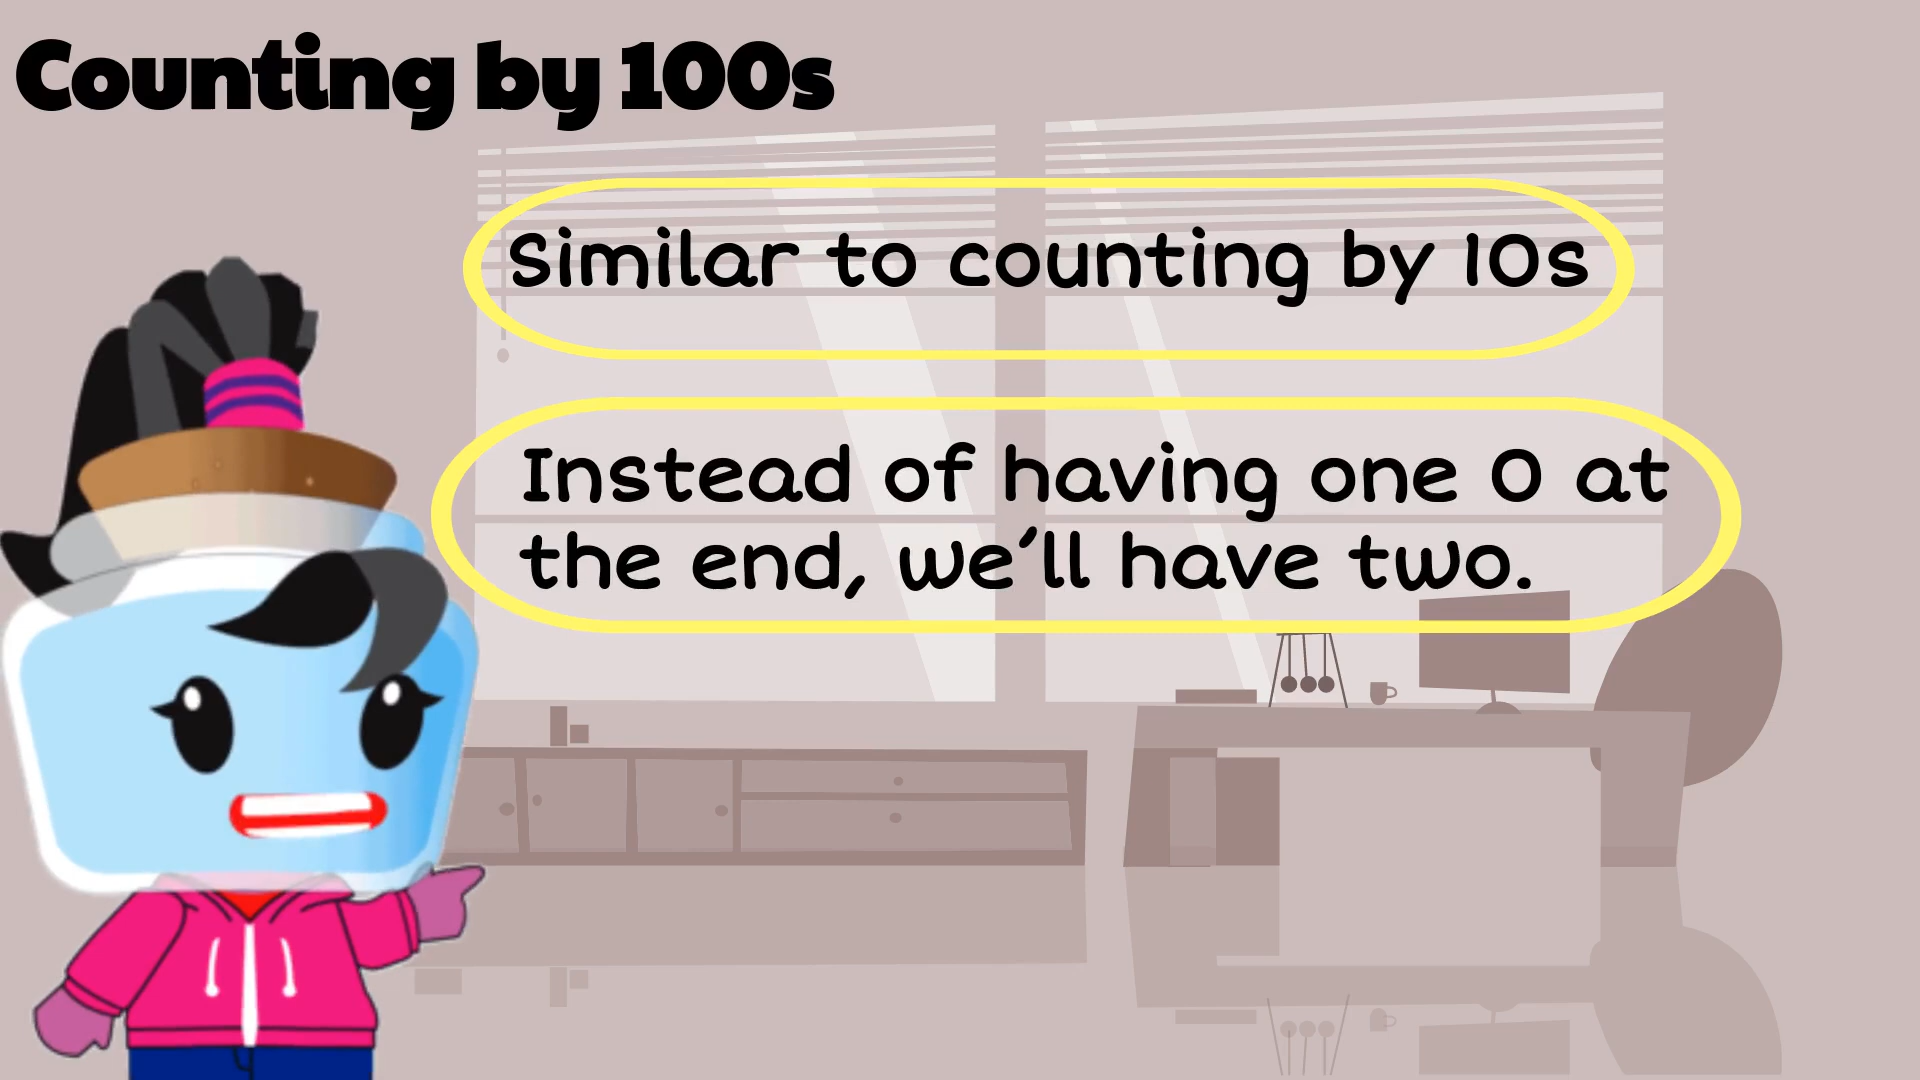 Counting by 100s
Similar to counting by 10s
Instead of having one 0 at
the end, we’ll have two.